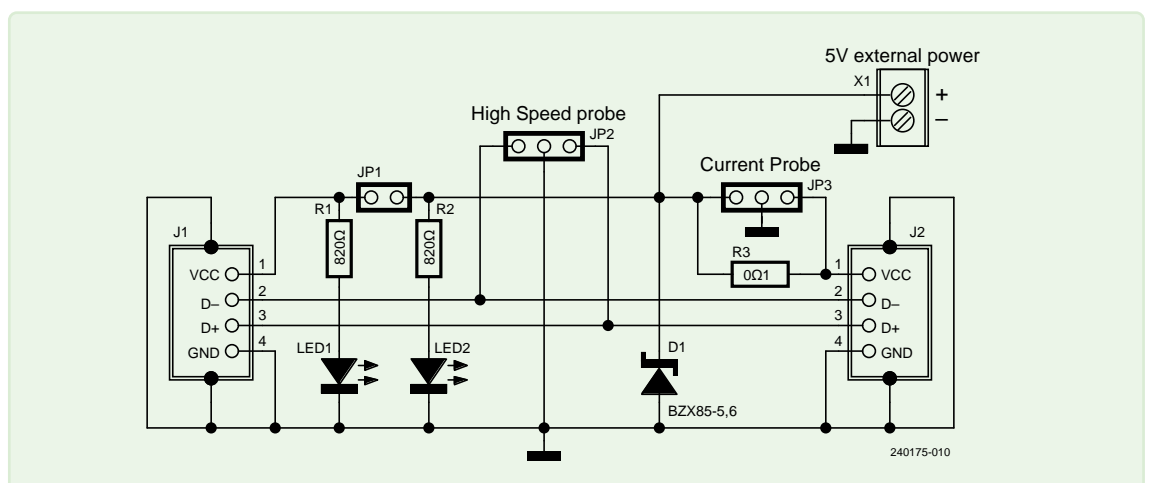 5V external power
X1
+
–
High Speed probe
JP2
Current Probe
JP3
JP1
R1
820Ω
R2
820Ω
R3
0Ω1
J1
VCC 1
D– 2
D+ 3
GND 4
J2
1 VCC
2 D–
3 D+
4 GND
LED1
LED2
D1
BZX85-5,6
240175-010